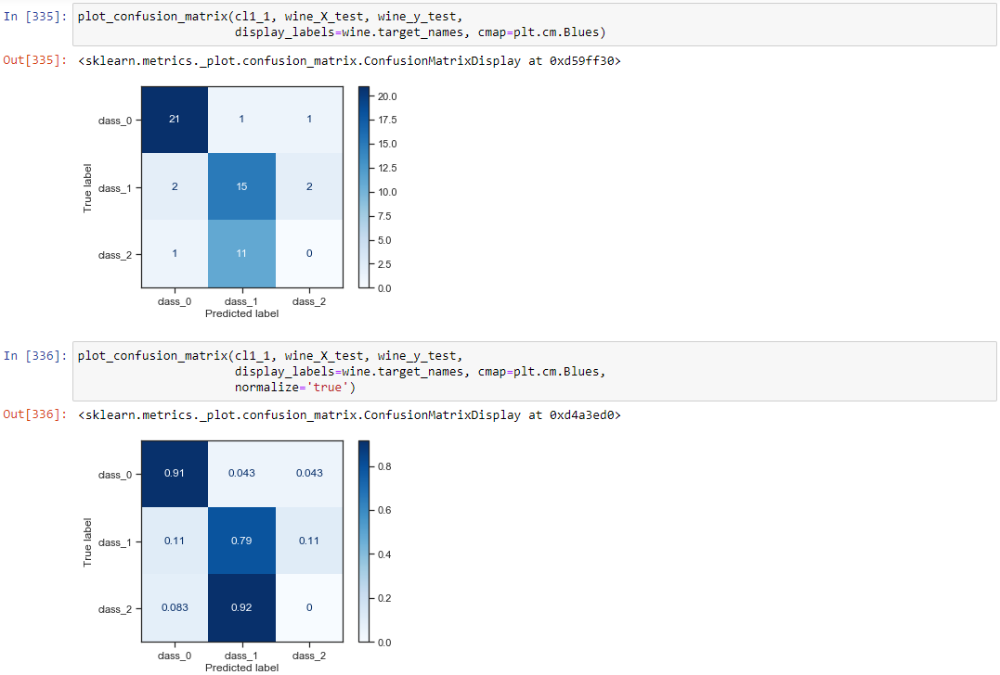 In [335]: plot_confusion_matrix(cl1_1, wine_X_test, wine_y_test,
display_labels=wine.target_names, cmap=plt.cm.Blues)
Out[335]: <sklearn.metrics._plot.confusion_matrix.ConfusionMatrixDisplay at 0xd59ff30>
20.0
class_0 21 1 1
17.5
15.0
12.5
True label
class_1 2 15 2
10.0
7.5
5.0
class_2 1 11 0
2.5
0.0
class_0 class_1 class_2
Predicted label
In [336]: plot_confusion_matrix(cl1_1, wine_X_test, wine_y_test,
display_labels=wine.target_names, cmap=plt.cm.Blues,
normalize='true')
Out[336]: <sklearn.metrics._plot.confusion_matrix.ConfusionMatrixDisplay at 0xd4a3ed0>
0.8
class_0 0.91 0.043 0.043
0.6
True label
class_1 0.11 0.79 0.11
0.4
0.2
class_2 0.083 0.92 0
0.0
class_0 class_1 class_2
Predicted label